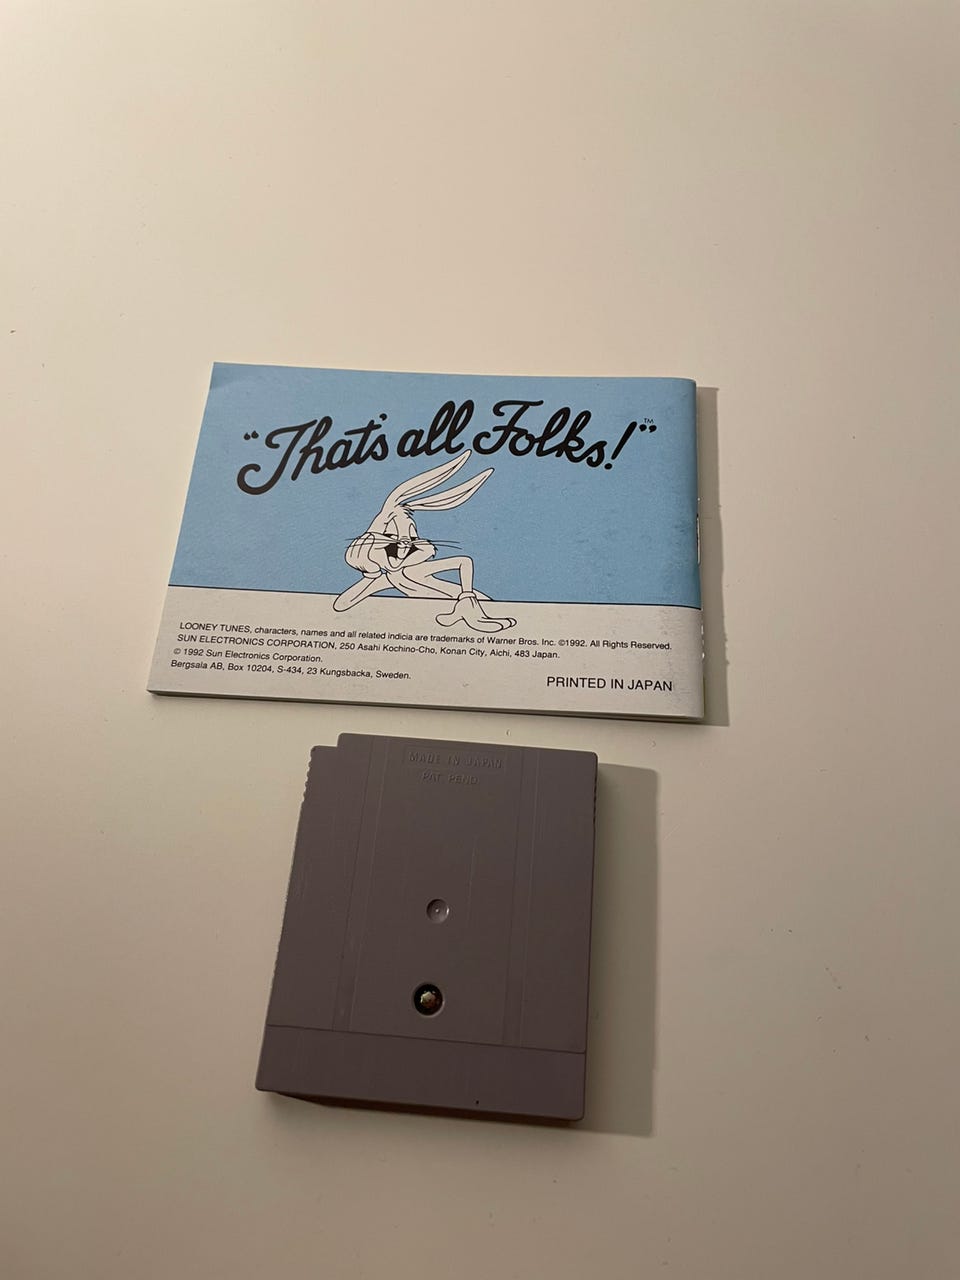 "That's all Folks!"™
LOONEY TUNES, characters, names and all related indicia are trademarks of Warner Bros. Inc. ©1992. All Rights Reserved.
SUN ELECTRONICS CORPORATION, 250 Asahi Kochino-Cho, Konan City, Aichi, 483 Japan.
© 1992 Sun Electronics Corporation.
Bergsala AB, Box 10204, S-434, 23 Kungsbacka, Sweden.
PRINTED IN JAPAN
MADE IN JAPAN
PAT. PEND.